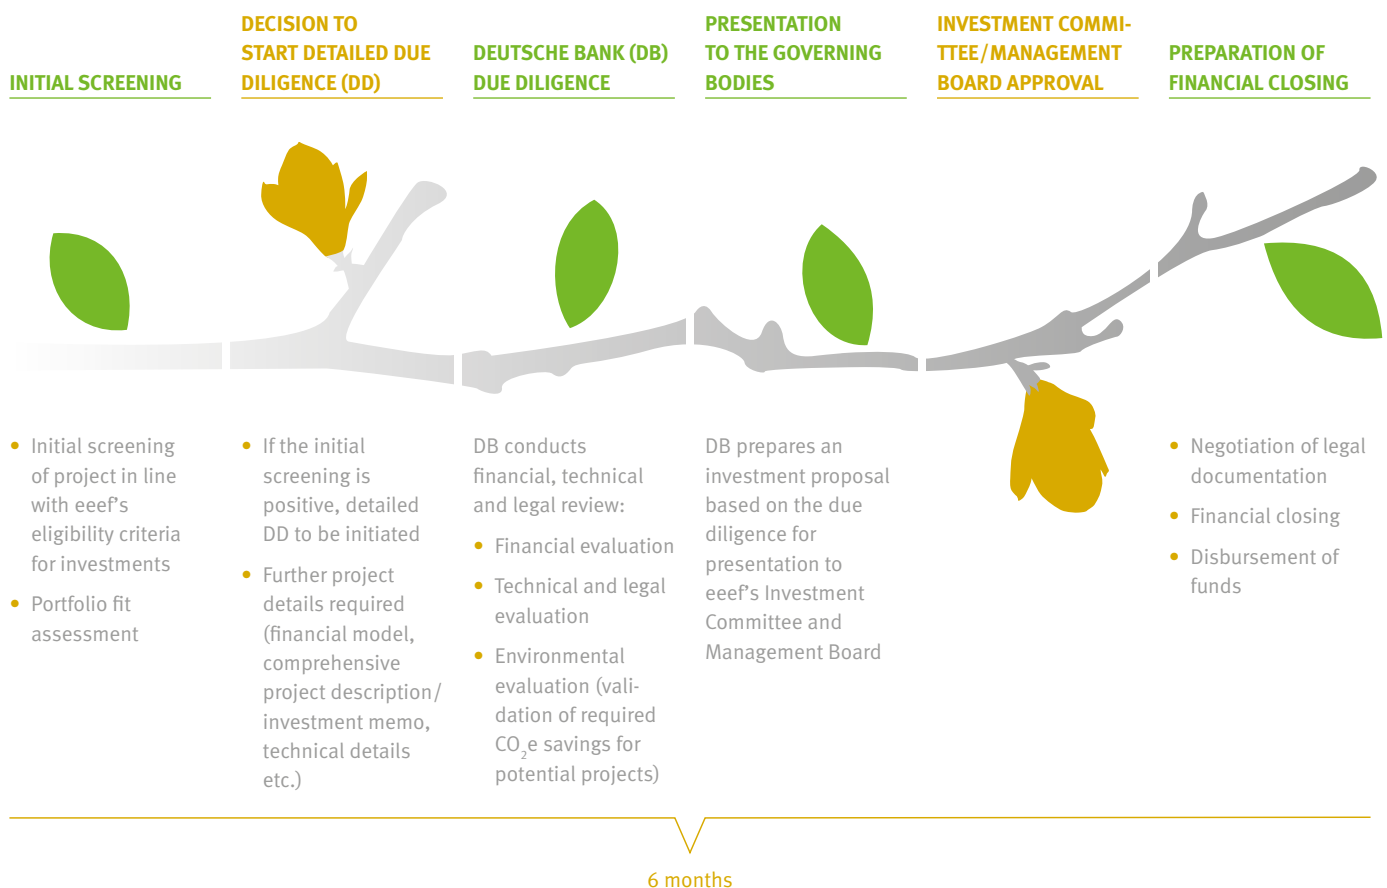 INITIAL SCREENING
DECISION TO
START DETAILED DUE
DILIGENCE (DD)
DEUTSCHE BANK (DB)
DUE DILIGENCE
PRESENTATION
TO THE GOVERNING
BODIES
INVESTMENT COMMI-
TTEE/MANAGEMENT
BOARD APPROVAL
PREPARATION OF
FINANCIAL CLOSING
• Initial screening
of project in line
with eeef’s
eligibility criteria
for investments
• Portfolio fit
assessment
• If the initial
screening is
positive, detailed
DD to be initiated
• Further project
details required
(financial model,
comprehensive
project description/
investment memo,
technical details
etc.)
DB conducts
financial, technical
and legal review:
• Financial evaluation
• Technical and legal
evaluation
• Environmental
evaluation (vali-
dation of required
CO₂e savings for
potential projects)
DB prepares an
investment proposal
based on the due
diligence for
presentation to
eeef’s Investment
Committee and
Management Board
• Negotiation of legal
documentation
• Financial closing
• Disbursement of
funds
6 months